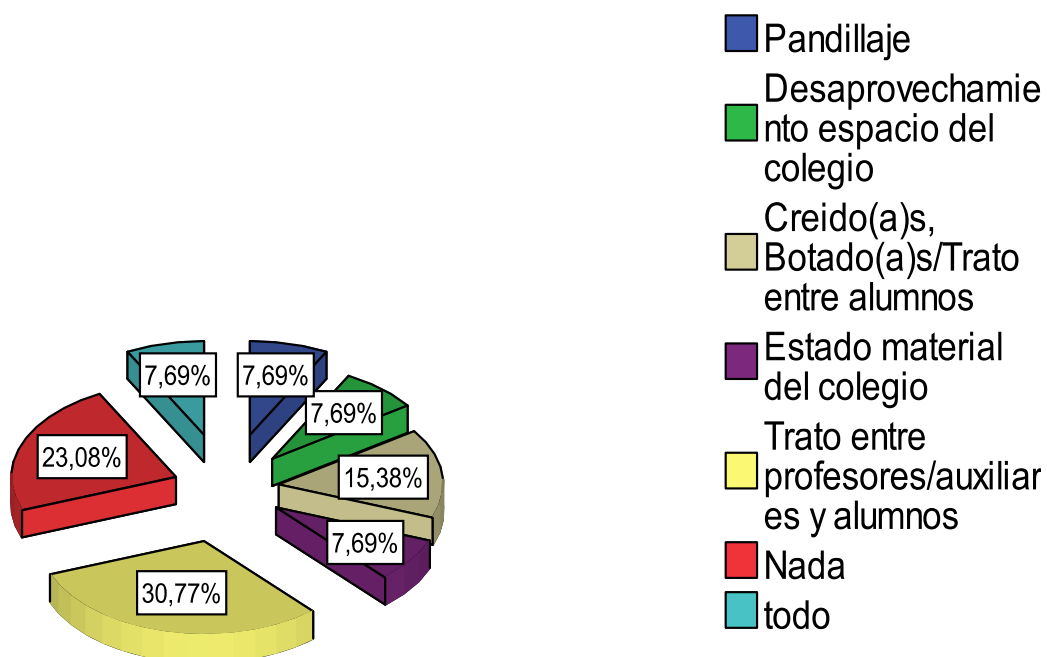 Pandillaje
Desaprovechamie
nto espacio del
colegio
Creido(a)s,
Botado(a)s/Trato
entre alumnos
Estado material
del colegio
Trato entre
profesores/auxiliar
es y alumnos
Nada
todo
7,69%
7,69%
7,69%
15,38%
7,69%
30,77%
23,08%